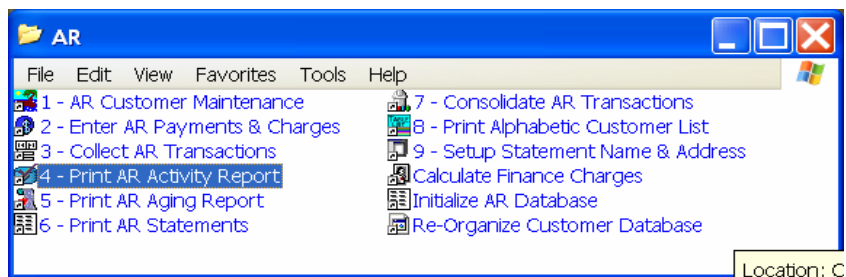 AR
File Edit View Favorites Tools Help
1 - AR Customer Maintenance
2 - Enter AR Payments & Charges
3 - Collect AR Transactions
4 - Print AR Activity Report
5 - Print AR Aging Report
6 - Print AR Statements
7 - Consolidate AR Transactions
8 - Print Alphabetic Customer List
9 - Setup Statement Name & Address
Calculate Finance Charges
Initialize AR Database
Re-Organize Customer Database
Location: C